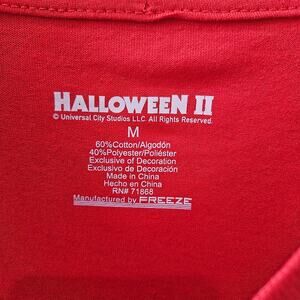 HALLOWEEN II
© Universal City Studios LLC. All Rights Reserved.
M
60%Cotton/Algodón
40%Polyester/Poliéster
Exclusive of Decoration
Exclusivo de Decoración
Made in China
Hecho en China
RN# 71868
Manufactured by FREEZE